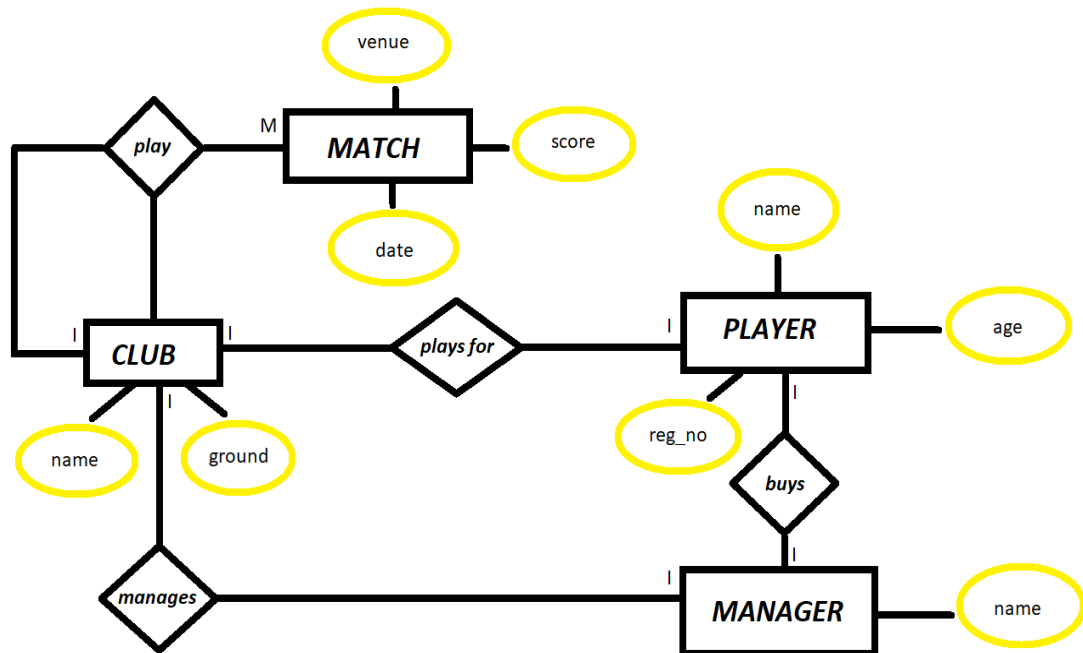 venue
M
MATCH
play
score
name
date
I
I
I
PLAYER
age
CLUB
plays for
I
I
reg_no
name
ground
buys
I
I
manages
MANAGER
name